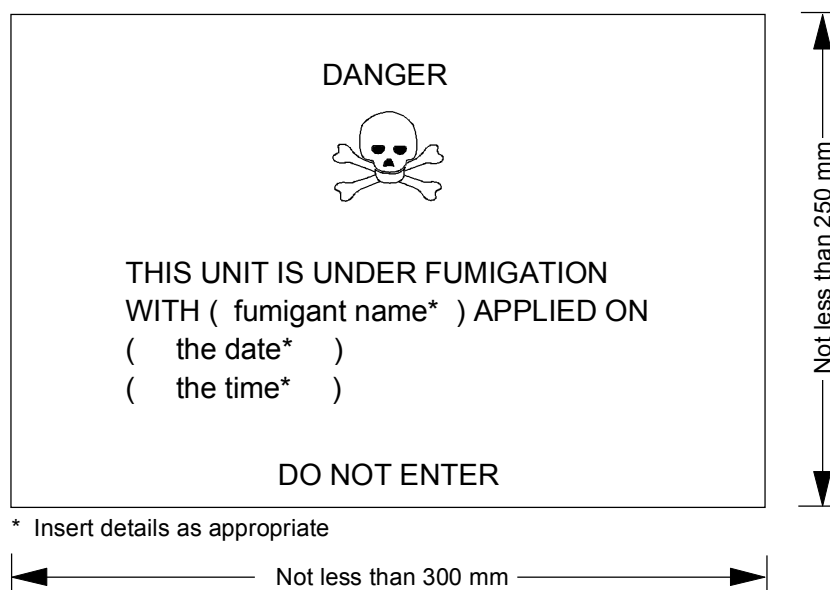 DANGER
THIS UNIT IS UNDER FUMIGATION
WITH ( fumigant name* ) APPLIED ON
( the date* )
( the time* )
DO NOT ENTER
* Insert details as appropriate
Not less than 300 mm
Not less than 250 mm